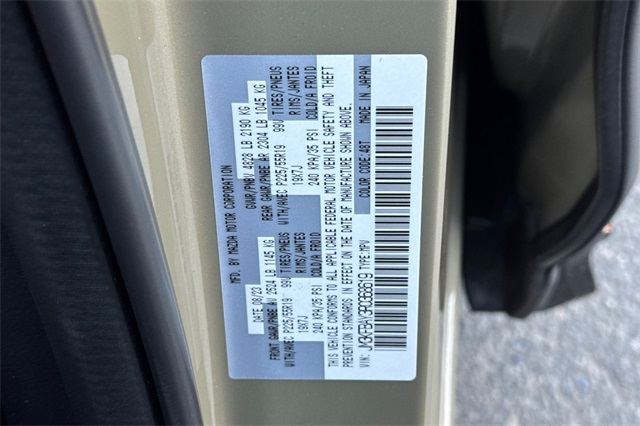 MFD. BY MAZDA MOTOR CORPORATION
DATE: 08/23 GVWR/PNBV 4828 LB 2190 KG
FRONT GAWR/PNBE AV 2524 LB 1145 KG REAR GAWR/PNBE AR 2304 LB 1045 KG
WITH/AVEC P225/55R19 99V TIRES/PNEUS WITH/AVEC P225/55R19 99V TIRES/PNEUS
19X7J RIMS/JANTES 19X7J RIMS/JANTES
240 KPA/35 PSI COLD/A FROID 240 KPA/35 PSI COLD/A FROID
THIS VEHICLE CONFORMS TO ALL APPLICABLE FEDERAL MOTOR VEHICLE SAFETY AND THEFT
PREVENTION STANDARDS IN EFFECT ON THE DATE OF MANUFACTURE SHOWN ABOVE.
VIN: TYPE:MPV COLOR CODE:48T MADE IN JAPAN